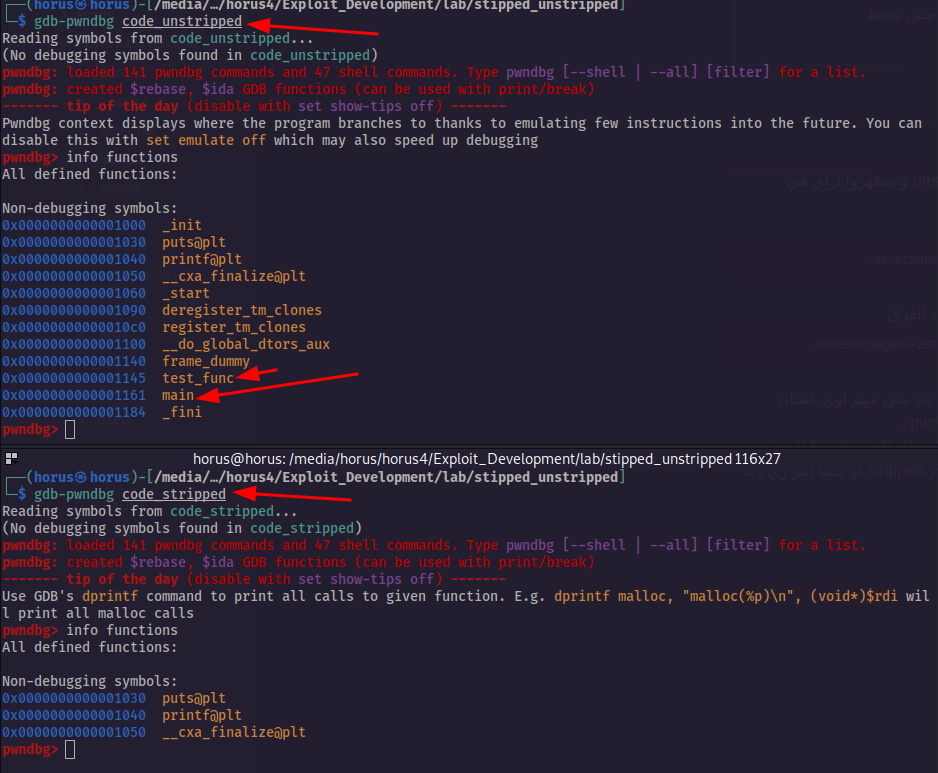 (horus㉿horus)-[/media/…/horus4/Exploit_Development/lab/stipped_unstripped]
$ gdb-pwndbg code_unstripped
Reading symbols from code_unstripped...
(No debugging symbols found in code_unstripped)
pwndbg: loaded 141 pwndbg commands and 47 shell commands. Type pwndbg [--shell | --all] [filter] for a list.
pwndbg: created $rebase, $ida GDB functions (can be used with print/break)
------- tip of the day (disable with set show-tips off) -------
Pwndbg context displays where the program branches to thanks to emulating few instructions into the future. You can
disable this with set emulate off which may also speed up debugging
pwndbg> info functions
All defined functions:
Non-debugging symbols:
0x0000000000001000  _init
0x0000000000001030  puts@plt
0x0000000000001040  printf@plt
0x0000000000001050  __cxa_finalize@plt
0x0000000000001060  _start
0x0000000000001090  deregister_tm_clones
0x00000000000010c0  register_tm_clones
0x0000000000001100  __do_global_dtors_aux
0x0000000000001140  frame_dummy
0x0000000000001145  test_func
0x0000000000001161  main
0x0000000000001184  _fini
pwndbg>
horus@horus: /media/horus/horus4/Exploit_Development/lab/stipped_unstripped 116x27
(horus㉿horus)-[/media/…/horus4/Exploit_Development/lab/stipped_unstripped]
$ gdb-pwndbg code_stripped
Reading symbols from code_stripped...
(No debugging symbols found in code_stripped)
pwndbg: loaded 141 pwndbg commands and 47 shell commands. Type pwndbg [--shell | --all] [filter] for a list.
pwndbg: created $rebase, $ida GDB functions (can be used with print/break)
------- tip of the day (disable with set show-tips off) -------
Use GDB's dprintf command to print all calls to given function. E.g. dprintf malloc, "malloc(%p)\n", (void*)$rdi wil
l print all malloc calls
pwndbg> info functions
All defined functions:
Non-debugging symbols:
0x0000000000001030  puts@plt
0x0000000000001040  printf@plt
0x0000000000001050  __cxa_finalize@plt
pwndbg>